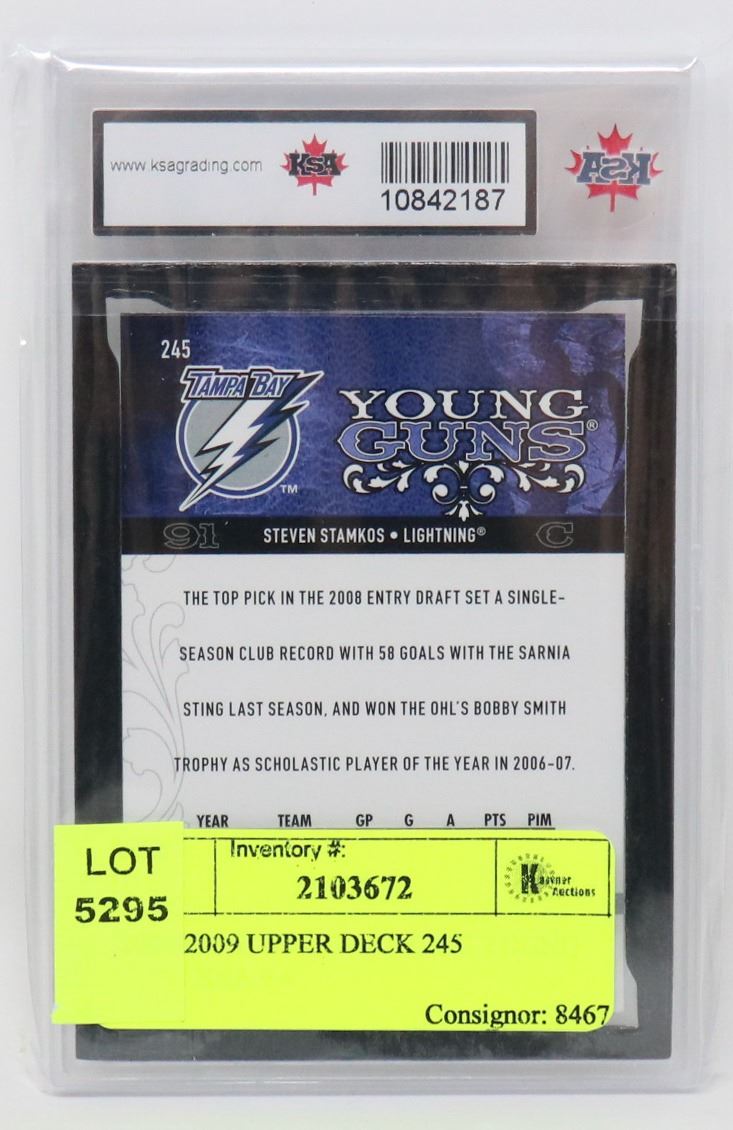 www.ksagrading.com
KSA
10842187
KSA
245
TAMPA BAY
TM
YOUNG
GUNS®
91
STEVEN STAMKOS • LIGHTNING®
C
THE TOP PICK IN THE 2008 ENTRY DRAFT SET A SINGLE-
SEASON CLUB RECORD WITH 58 GOALS WITH THE SARNIA
STING LAST SEASON, AND WON THE OHL'S BOBBY SMITH
TROPHY AS SCHOLASTIC PLAYER OF THE YEAR IN 2006-07.
YEAR TEAM GP G A PTS PIM
LOT
5295
Inventory #:
2103672
Kastner
Auctions
2009 UPPER DECK 245
Consignor: 8467